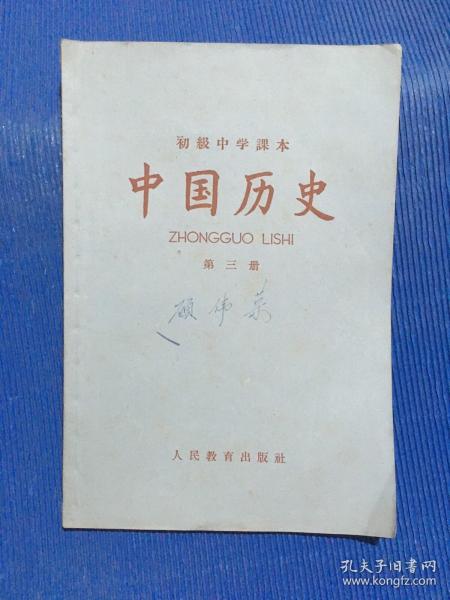 初級中学課本
中国历史
ZHONGGUO LISHI
第三册
顾伟英
人民教育出版社
孔夫子旧书网
www.kongfz.com